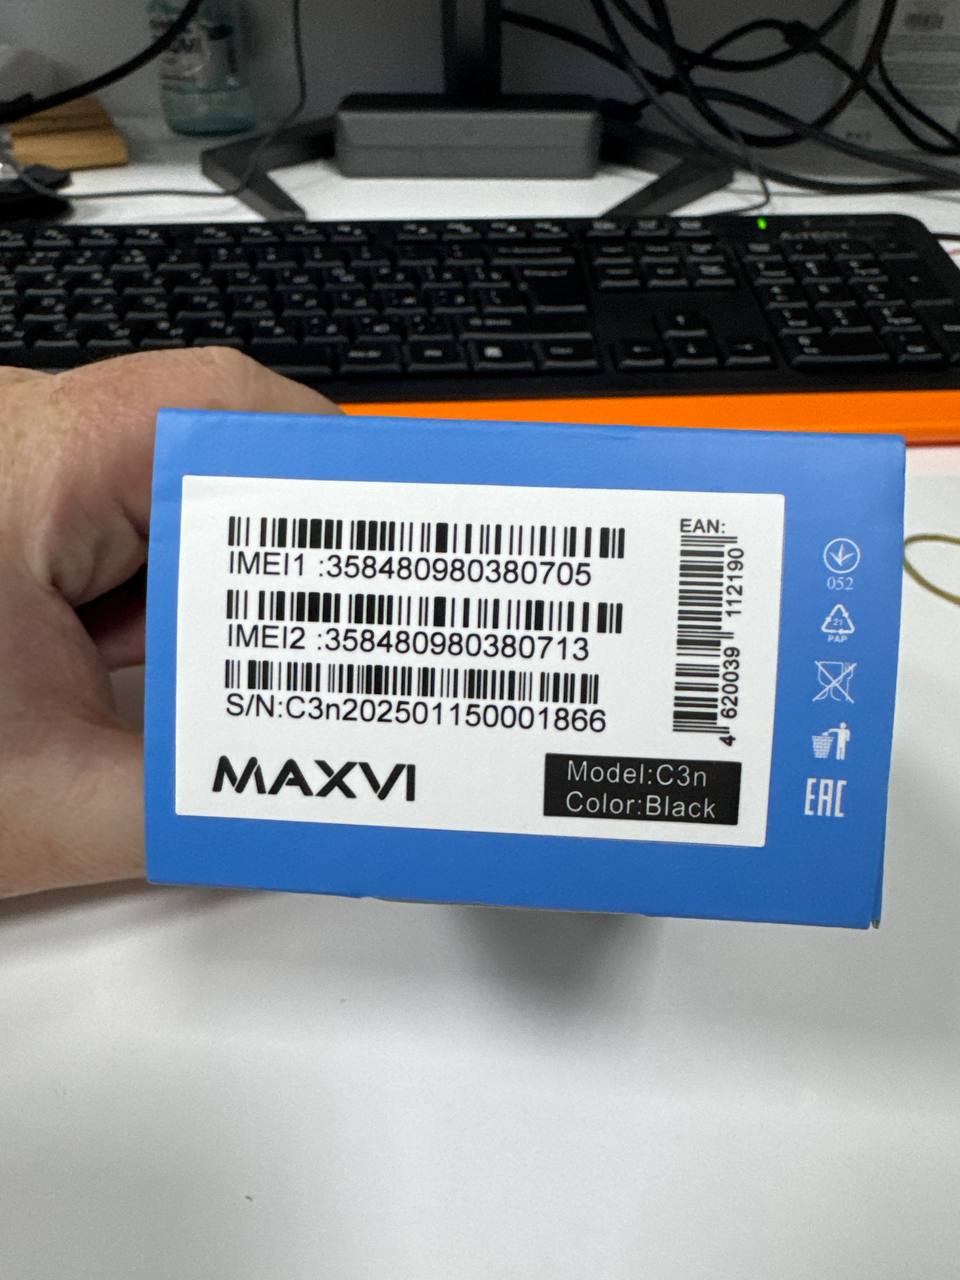 IMEI1 :358480980380705
IMEI2 :358480980380713
S/N:C3n202501150001866
MAXVI
Model:C3n
Color:Black
EAN:
4 620039 112190
052
21
PAP
EAC